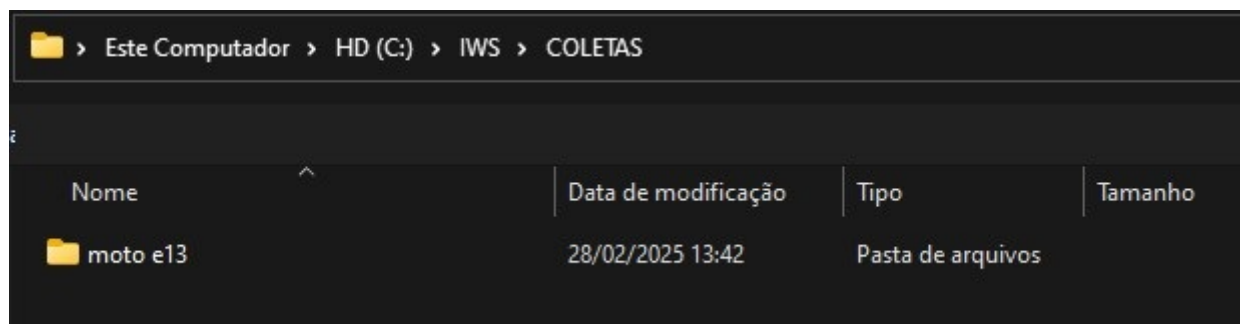 Este Computador > HD (C:) > IWS > COLETAS
Nome Data de modificação Tipo Tamanho
moto e13 28/02/2025 13:42 Pasta de arquivos